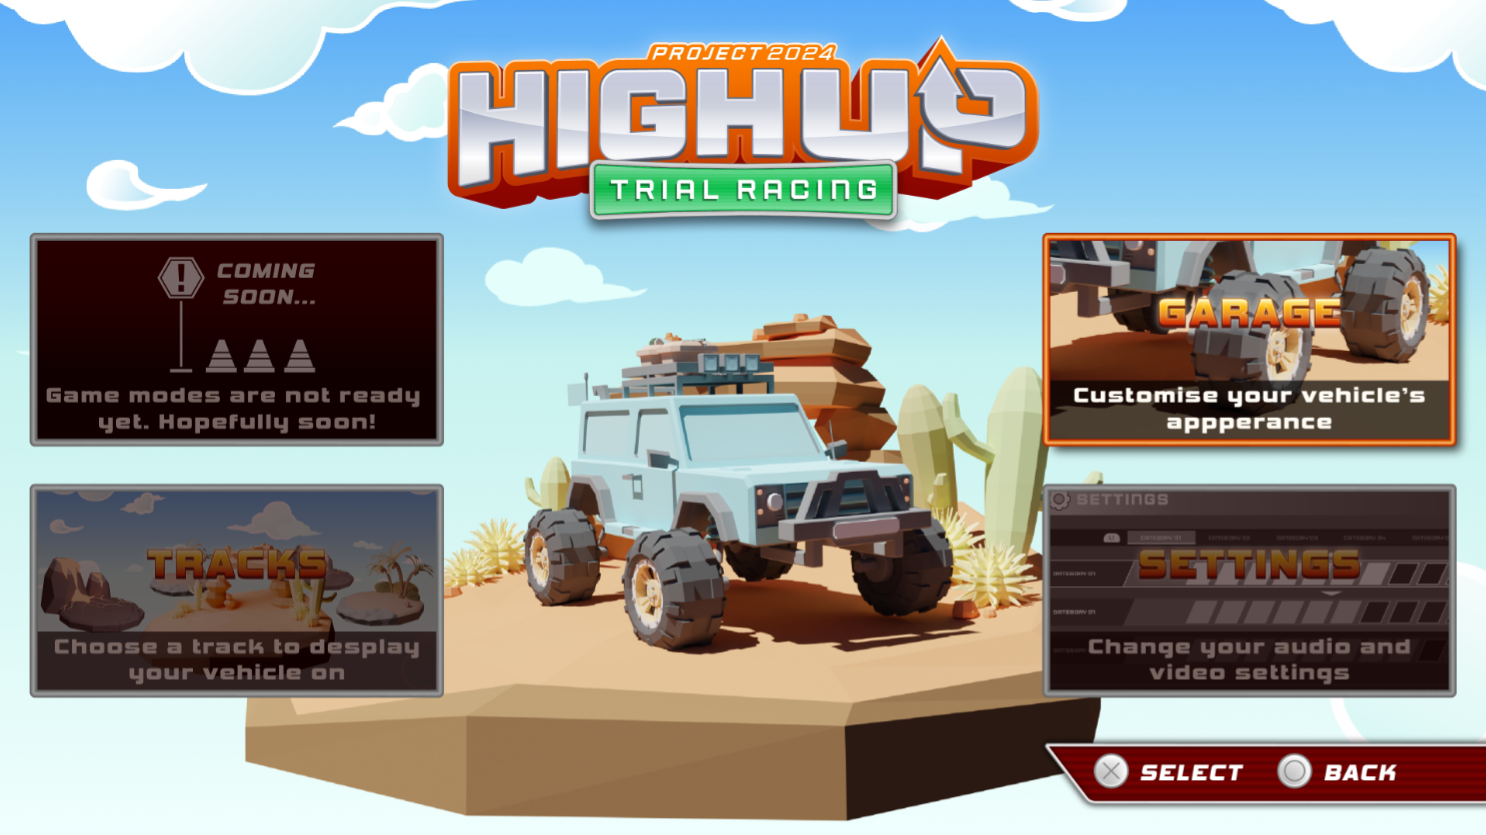 PROJECT 2024
HIGHUP
TRIAL RACING
COMING
SOON...
Game modes are not ready
yet. Hopefully soon!
TRACKS
Choose a track to desplay
your vehicle on
GARAGE
Customise your vehicle's
appperance
SETTINGS
SETTINGS
Change your audio and
video settings
SELECT
BACK